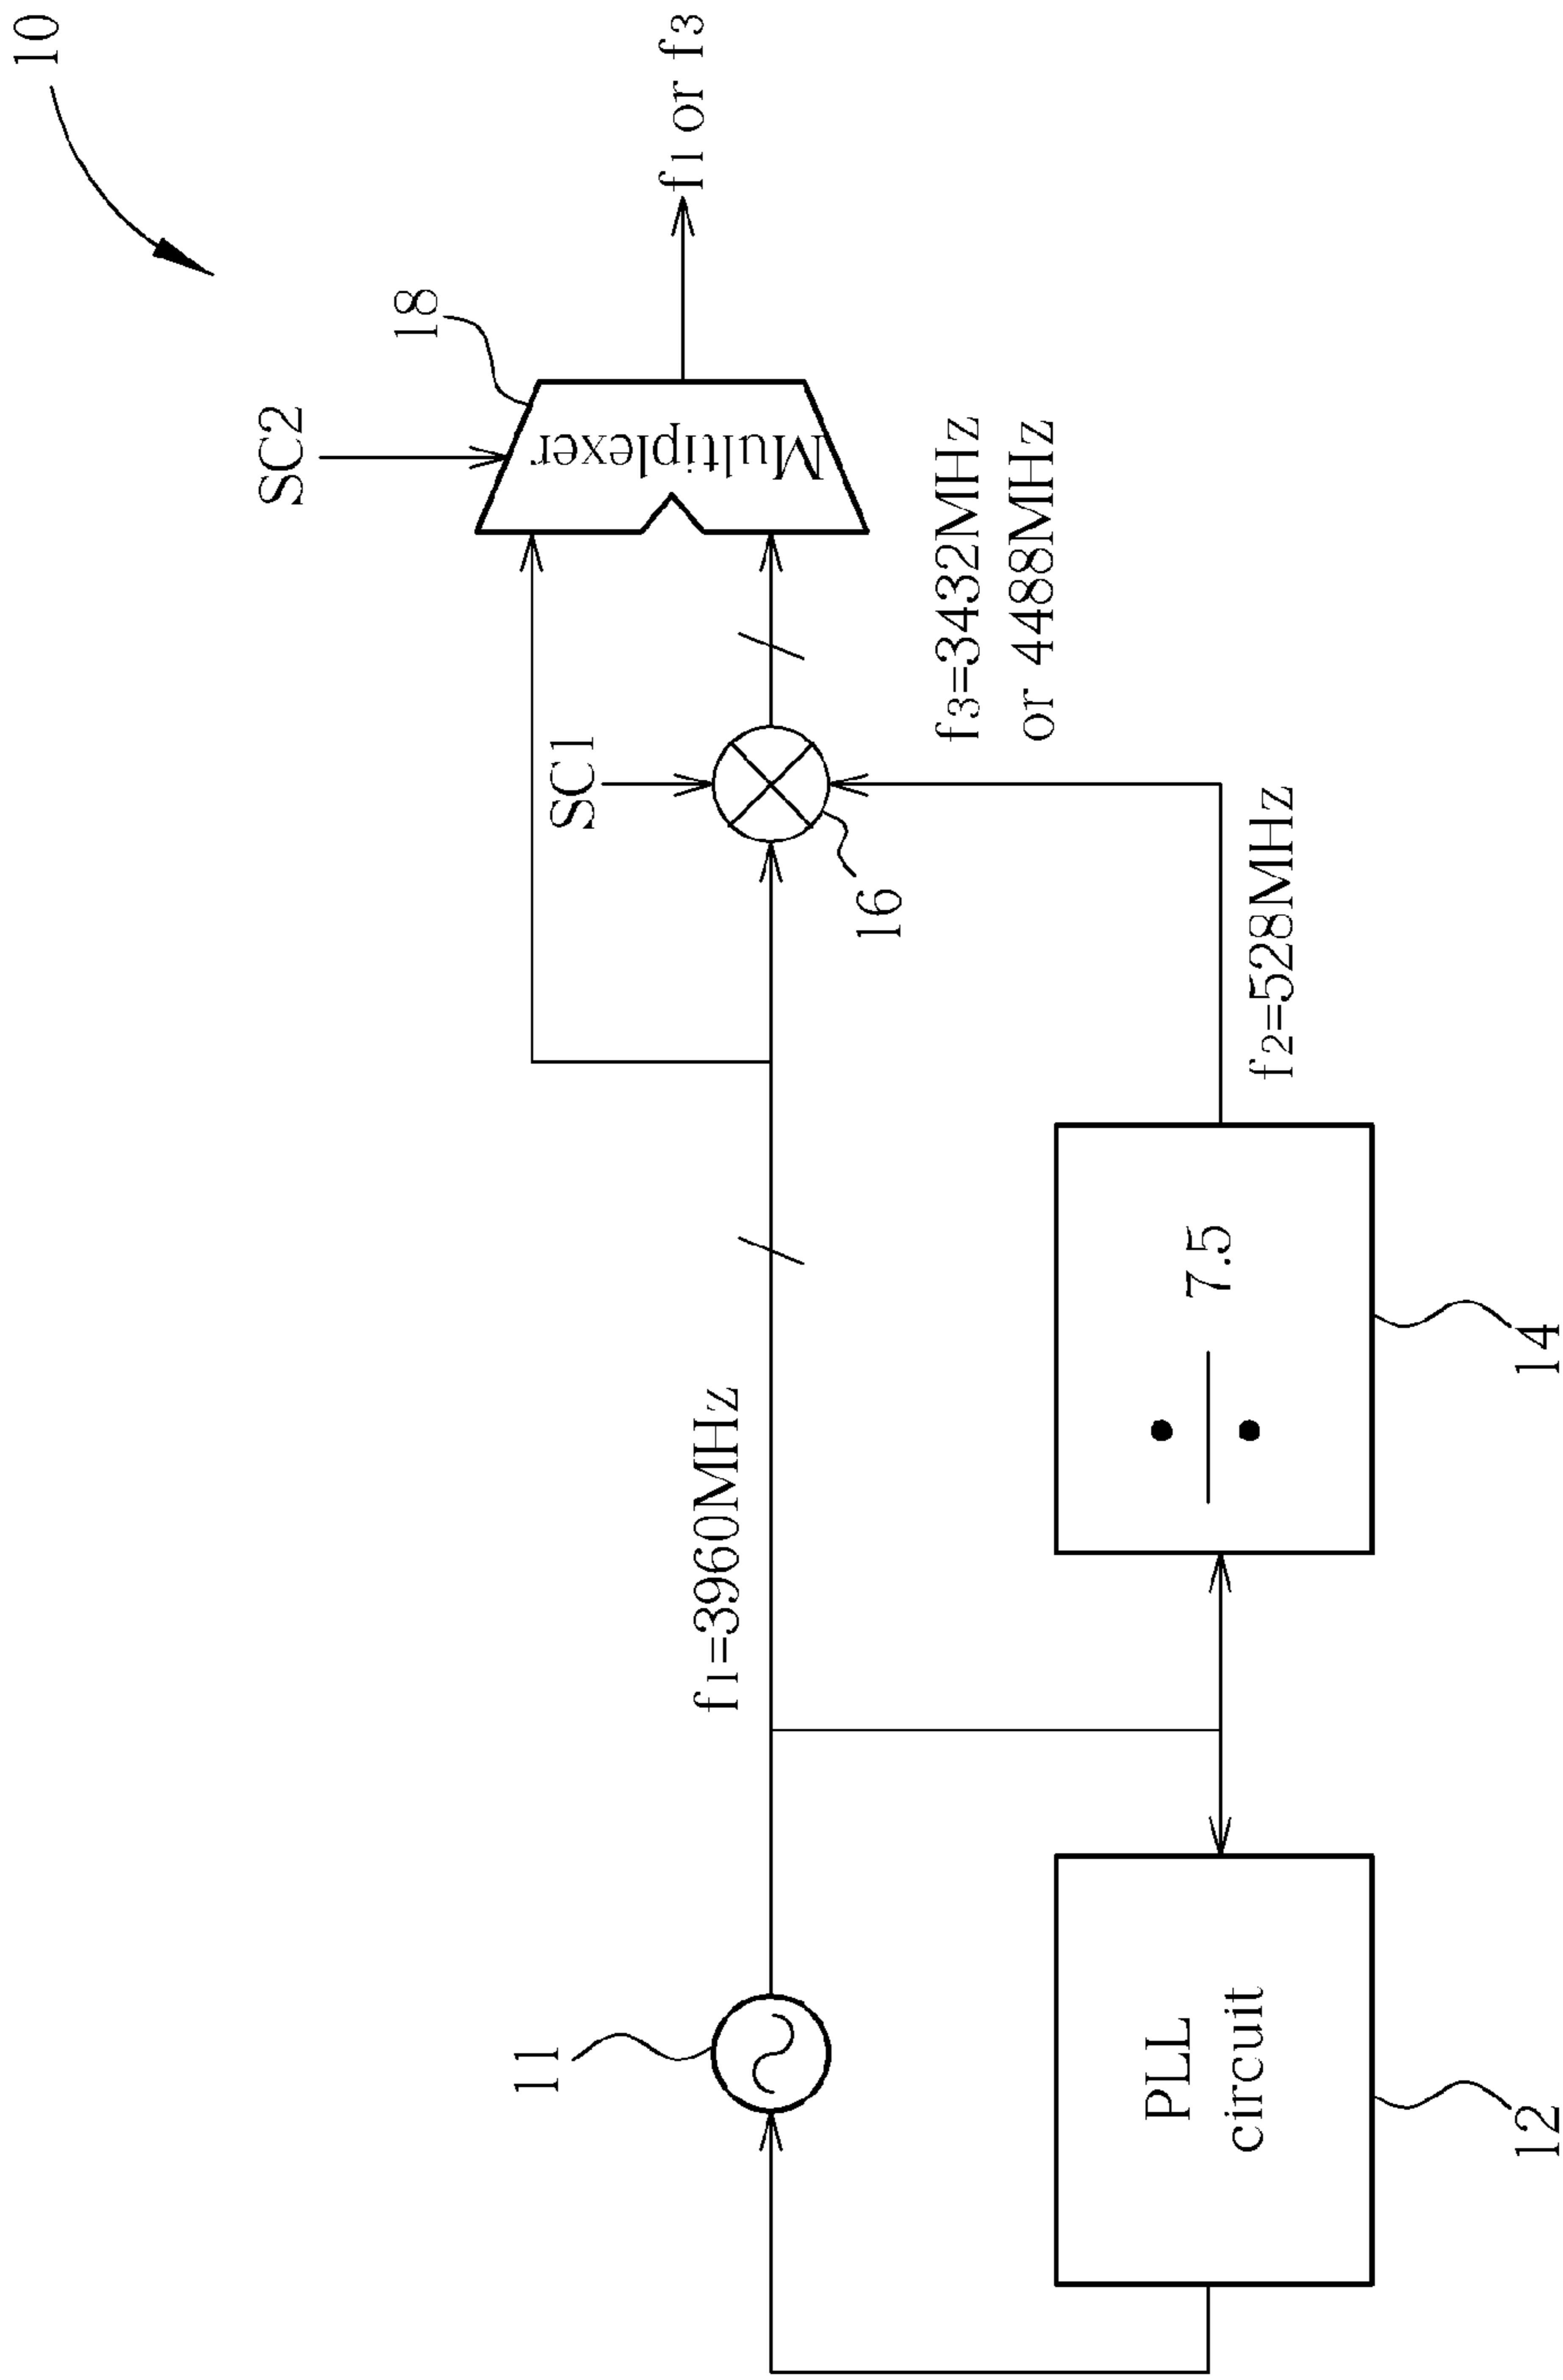 10
SC2
18
f1 or f3
Multiplexer
SC1
16
f3=3432MHz
or 4488MHz
f1=3960MHz
11
f2=528MHz
÷ 7.5
14
PLL
circuit
12